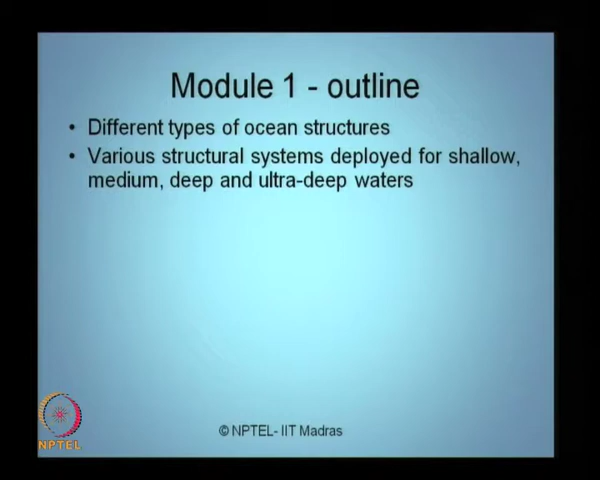 Module 1 - outline
• Different types of ocean structures
• Various structural systems deployed for shallow,
medium, deep and ultra-deep waters
© NPTEL- IIT Madras
NPTEL